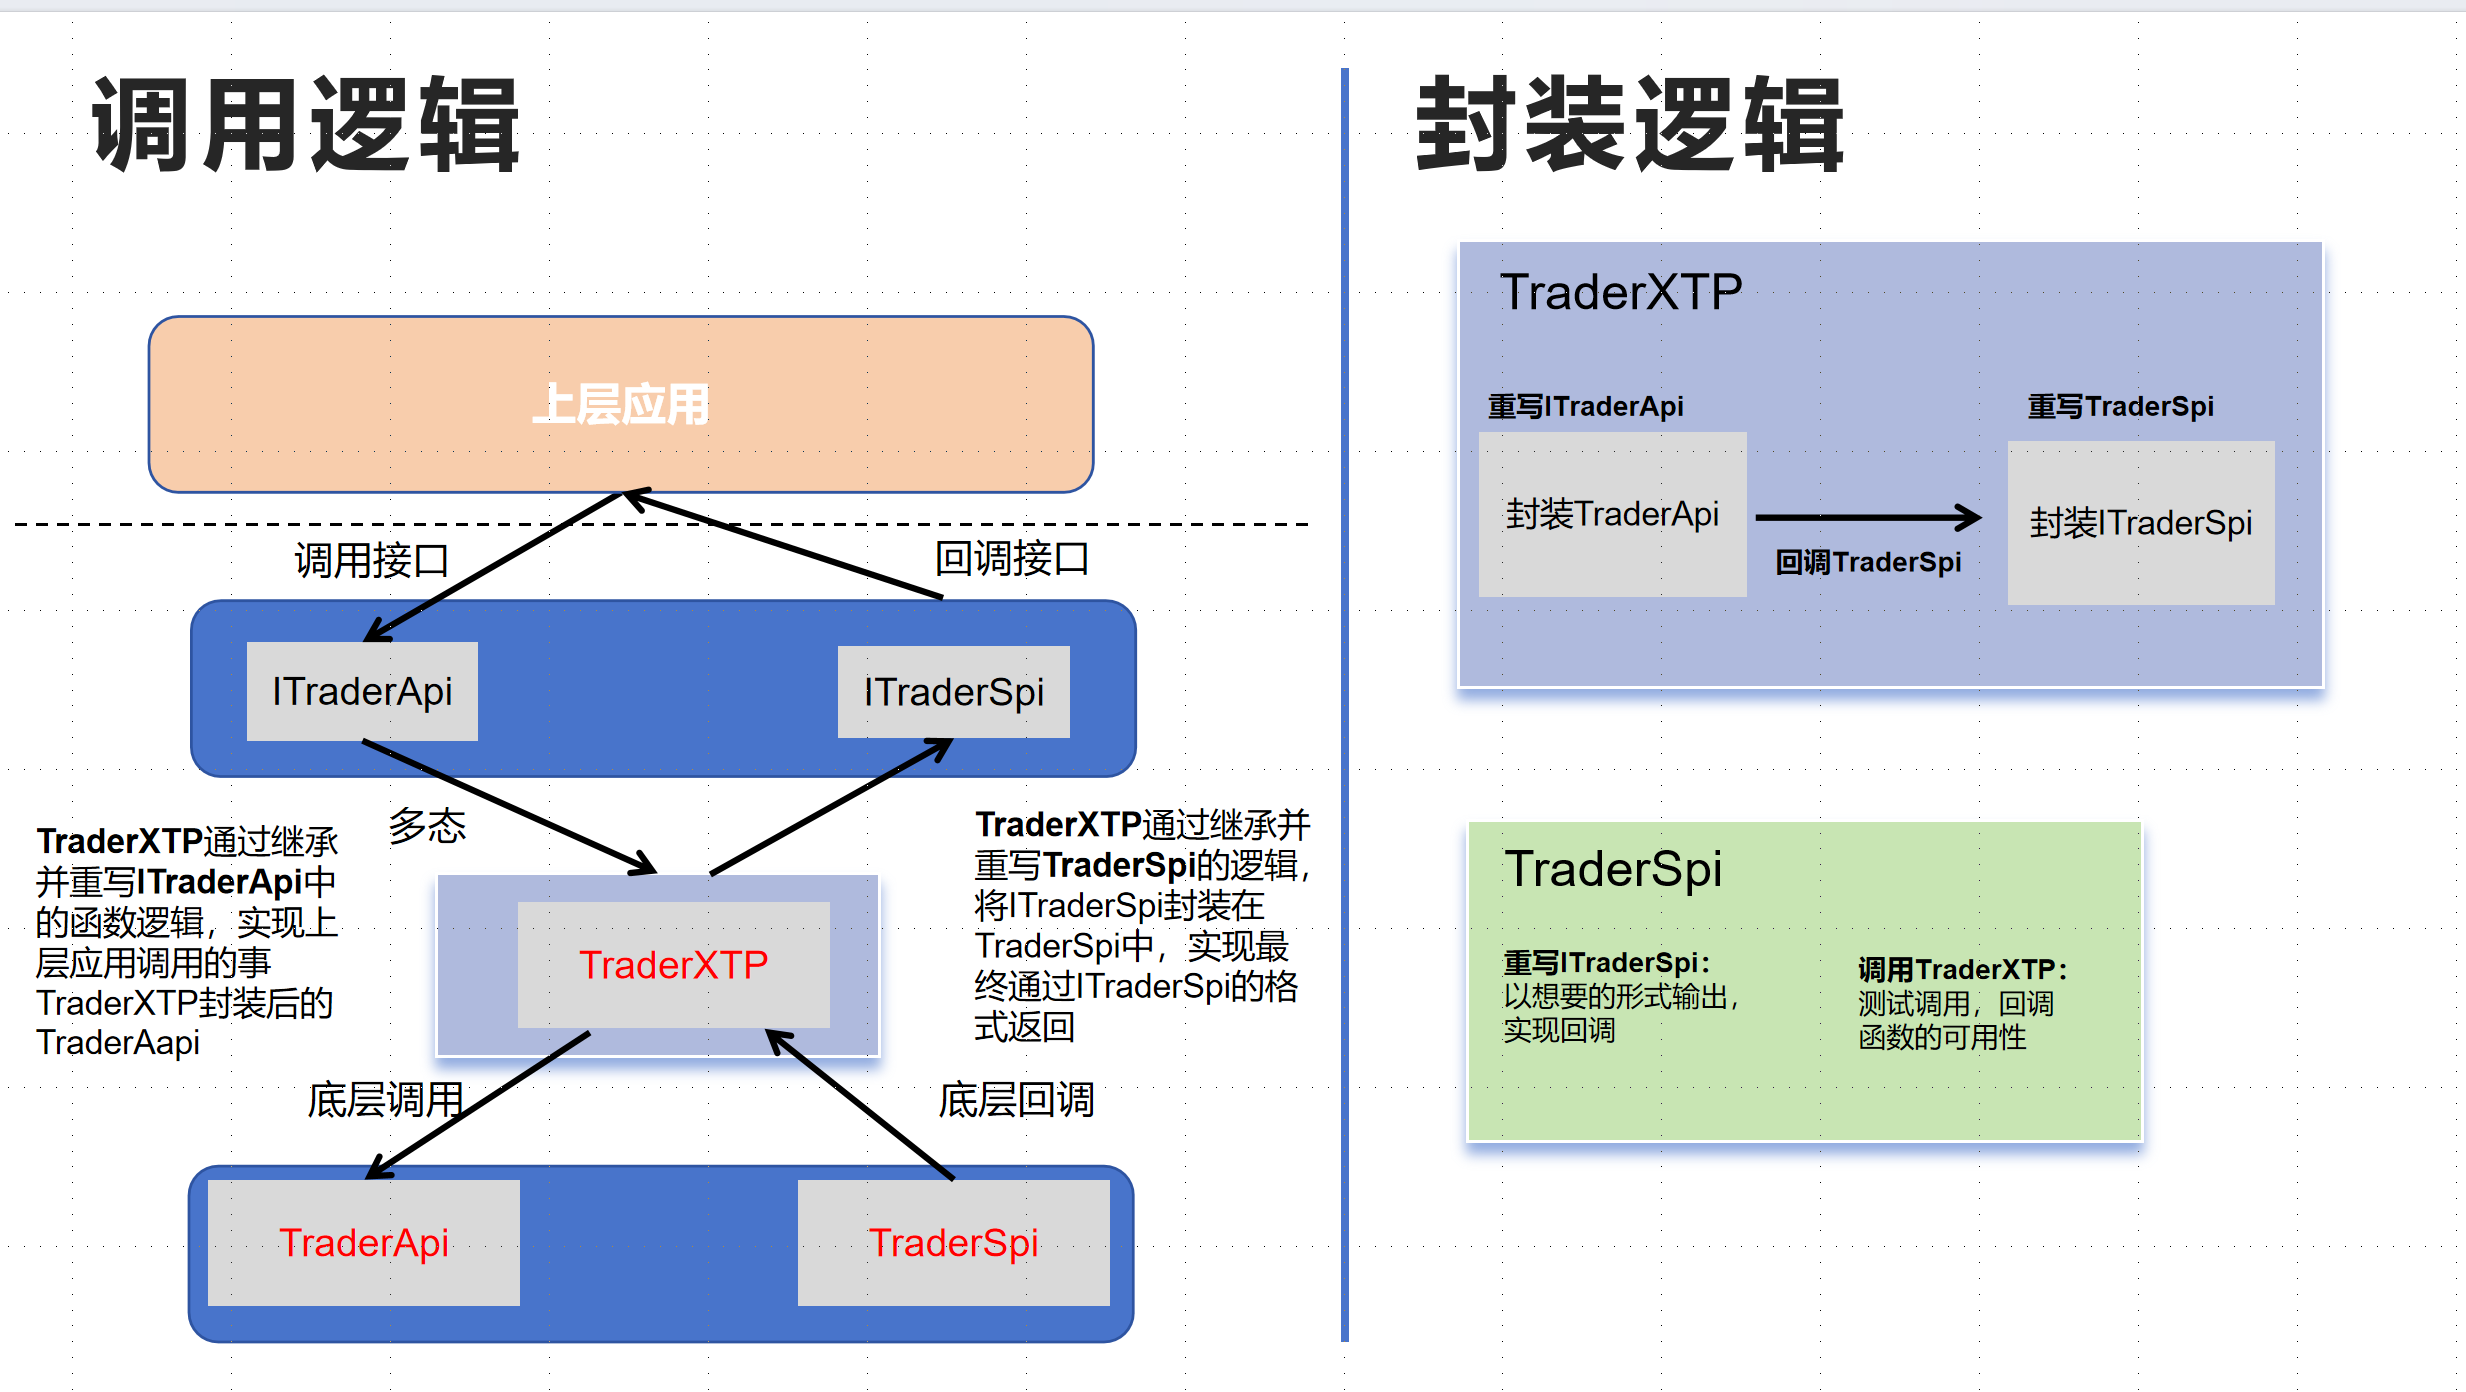 调用逻辑
上层应用
调用接口
回调接口
ITraderApi
ITraderSpi
多态
TraderXTP通过继承
并重写ITraderApi中
的函数逻辑，实现上
层应用调用的事
TraderXTP封装后的
TraderAapi
TraderXTP通过继承并
重写TraderSpi的逻辑，
将ITraderSpi封装在
TraderSpi中，实现最
终通过ITraderSpi的格
式返回
TraderXTP
底层调用
底层回调
TraderApi
TraderSpi
封装逻辑
TraderXTP
重写ITraderApi
重写TraderSpi
封装TraderApi
回调TraderSpi
封装ITraderSpi
TraderSpi
重写ITraderSpi：
以想要的形式输出，
实现回调
调用TraderXTP：
测试调用，回调
函数的可用性